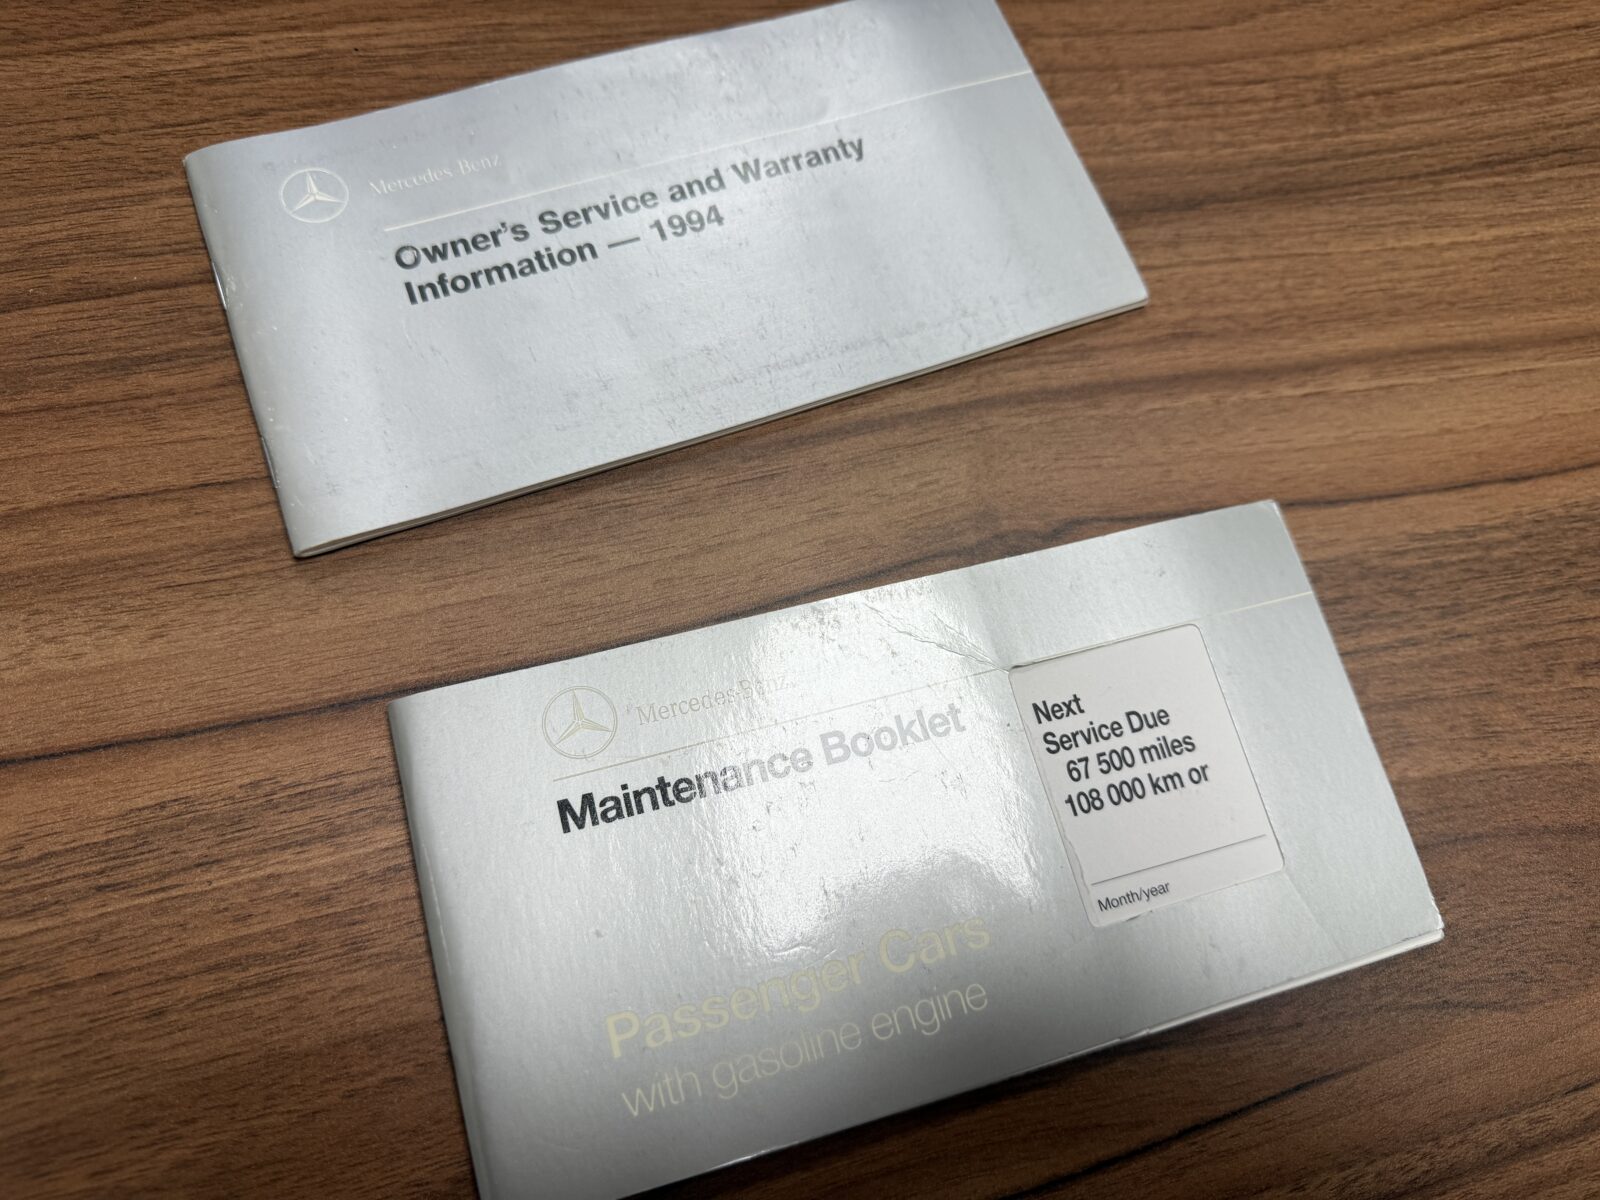 Mercedes-Benz
Owner's Service and Warranty
Information — 1994
Mercedes-Benz
Maintenance Booklet
Next
Service Due
67 500 miles
108 000 km or
Month/year
Passenger Cars
with gasoline engine